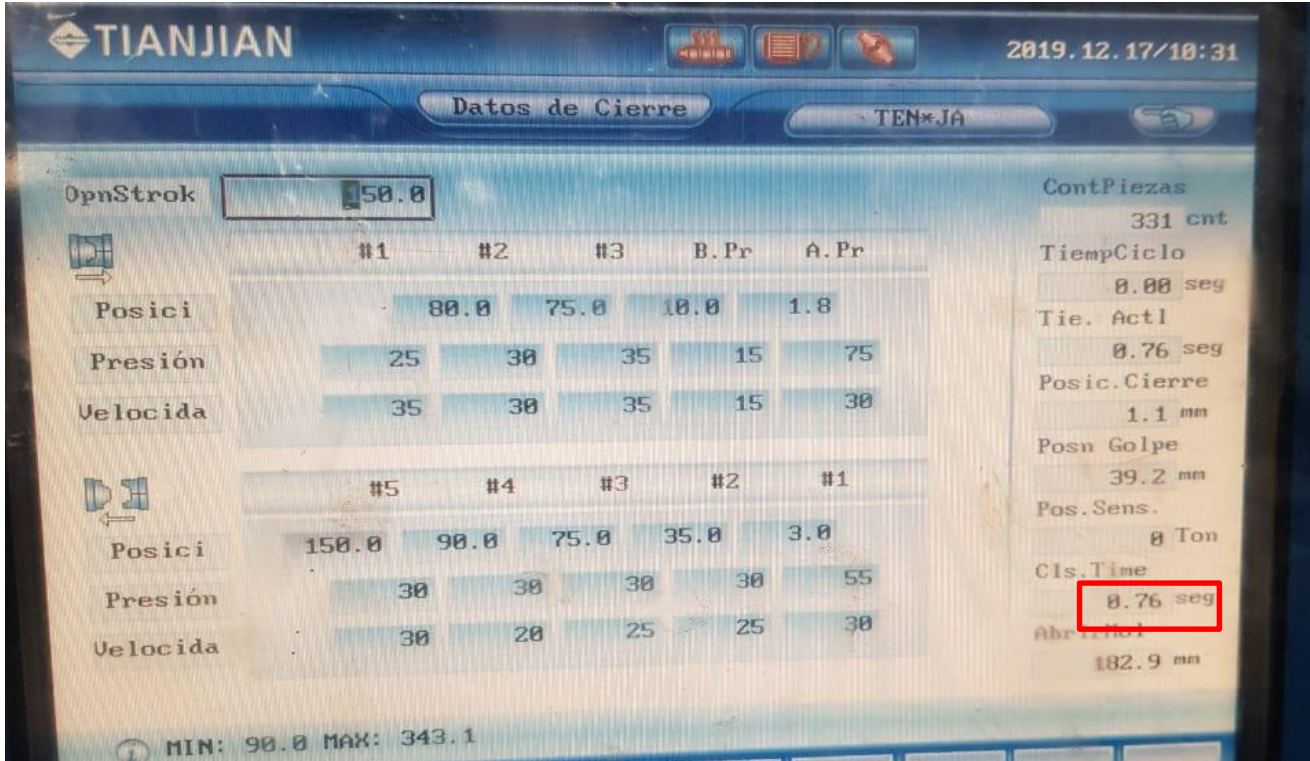 TIANJIAN
2019.12.17/10:31
Datos de Cierre
TEN*JA
OpnStrok 150.0
#1 #2 #3 B.Pr A.Pr
Posici 80.0 75.0 10.0 1.8
Presión 25 30 35 15 75
Velocida 35 30 35 15 30
#5 #4 #3 #2 #1
Posici 150.0 90.0 75.0 35.0 3.0
Presión 30 30 30 30 55
Velocida 30 20 25 25 30
ContPiezas
331 cnt
TiempCiclo
0.00 seg
Tie. Actl
0.76 seg
Posic.Cierre
1.1 mm
Posn Golpe
39.2 mm
Pos.Sens.
0 Ton
Cls.Time
0.76 seg
182.9 mm
MIN: 90.0 MAX: 343.1